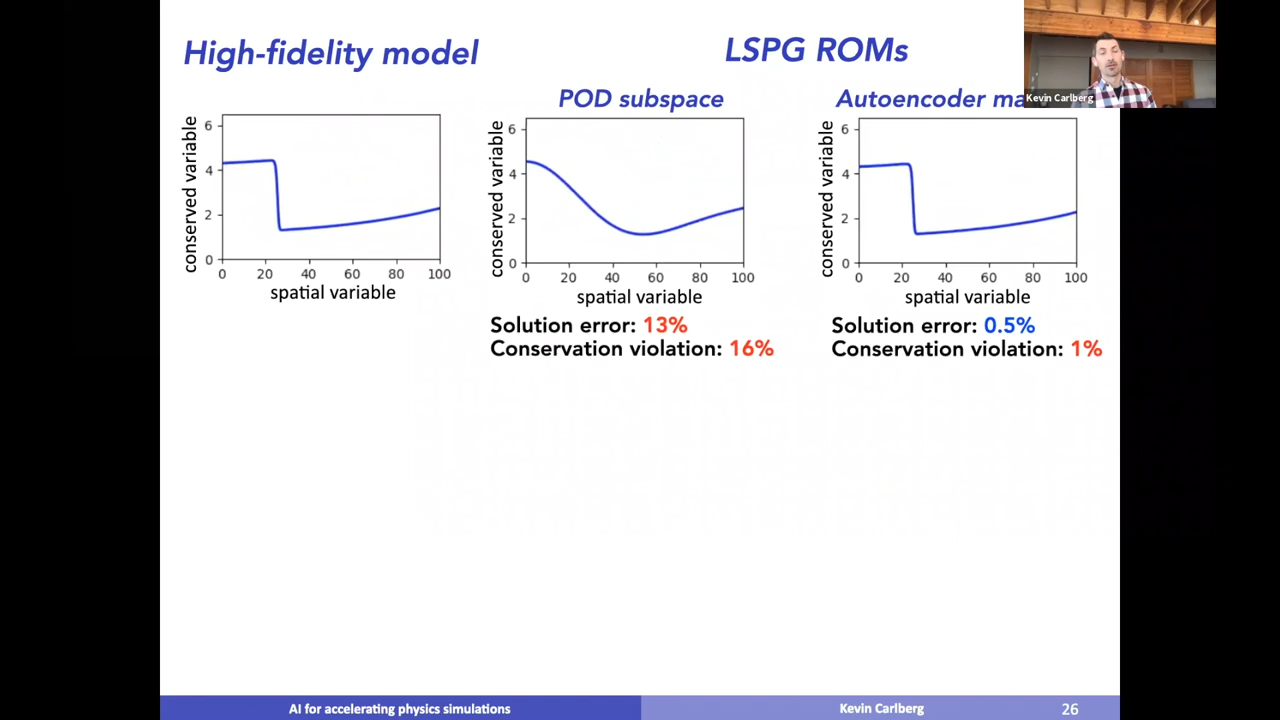 High-fidelity model
LSPG ROMs
POD subspace
Autoencoder ma
Kevin Carlberg
conserved variable
6
4
2
0
0 20 40 60 80 100
spatial variable
conserved variable
6
4
2
0
0 20 40 60 80 100
spatial variable
conserved variable
6
4
2
0
0 20 40 60 80 100
spatial variable
Solution error: 13%
Conservation violation: 16%
Solution error: 0.5%
Conservation violation: 1%
AI for accelerating physics simulations
Kevin Carlberg
26